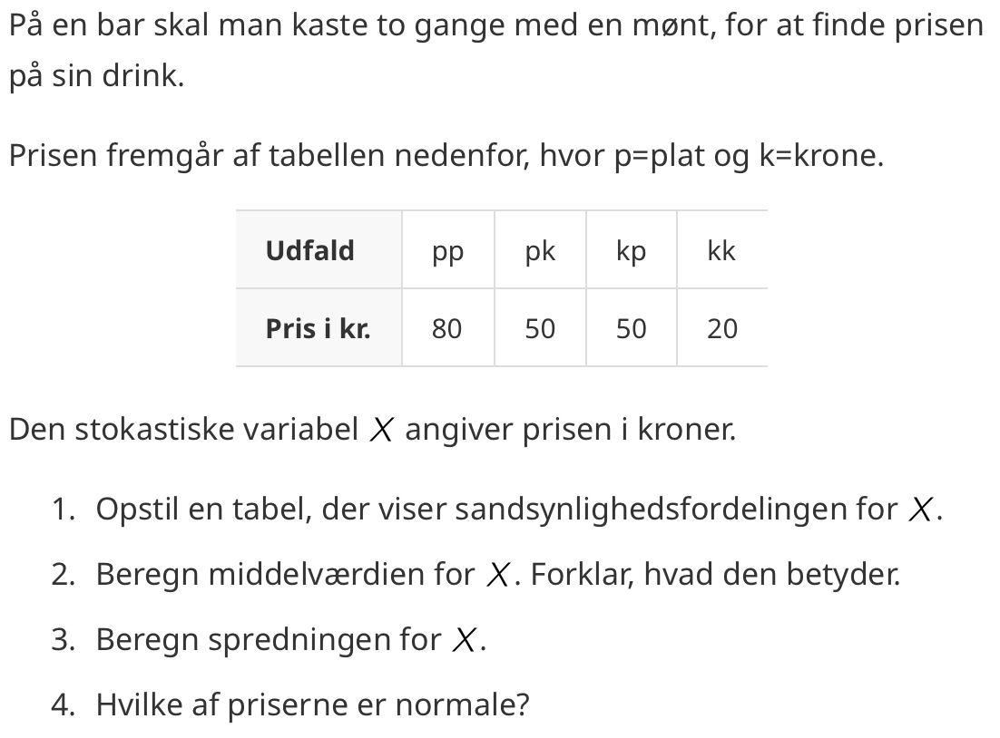 På en bar skal man kaste to gange med en mønt, for at finde prisen
på sin drink.
Prisen fremgår af tabellen nedenfor, hvor p=plat og k=krone.
Udfald pp pk kp kk
Pris i kr. 80 50 50 20
Den stokastiske variabel X angiver prisen i kroner.
1. Opstil en tabel, der viser sandsynlighedsfordelingen for X.
2. Beregn middelværdien for X. Forklar, hvad den betyder.
3. Beregn spredningen for X.
4. Hvilke af priserne er normale?